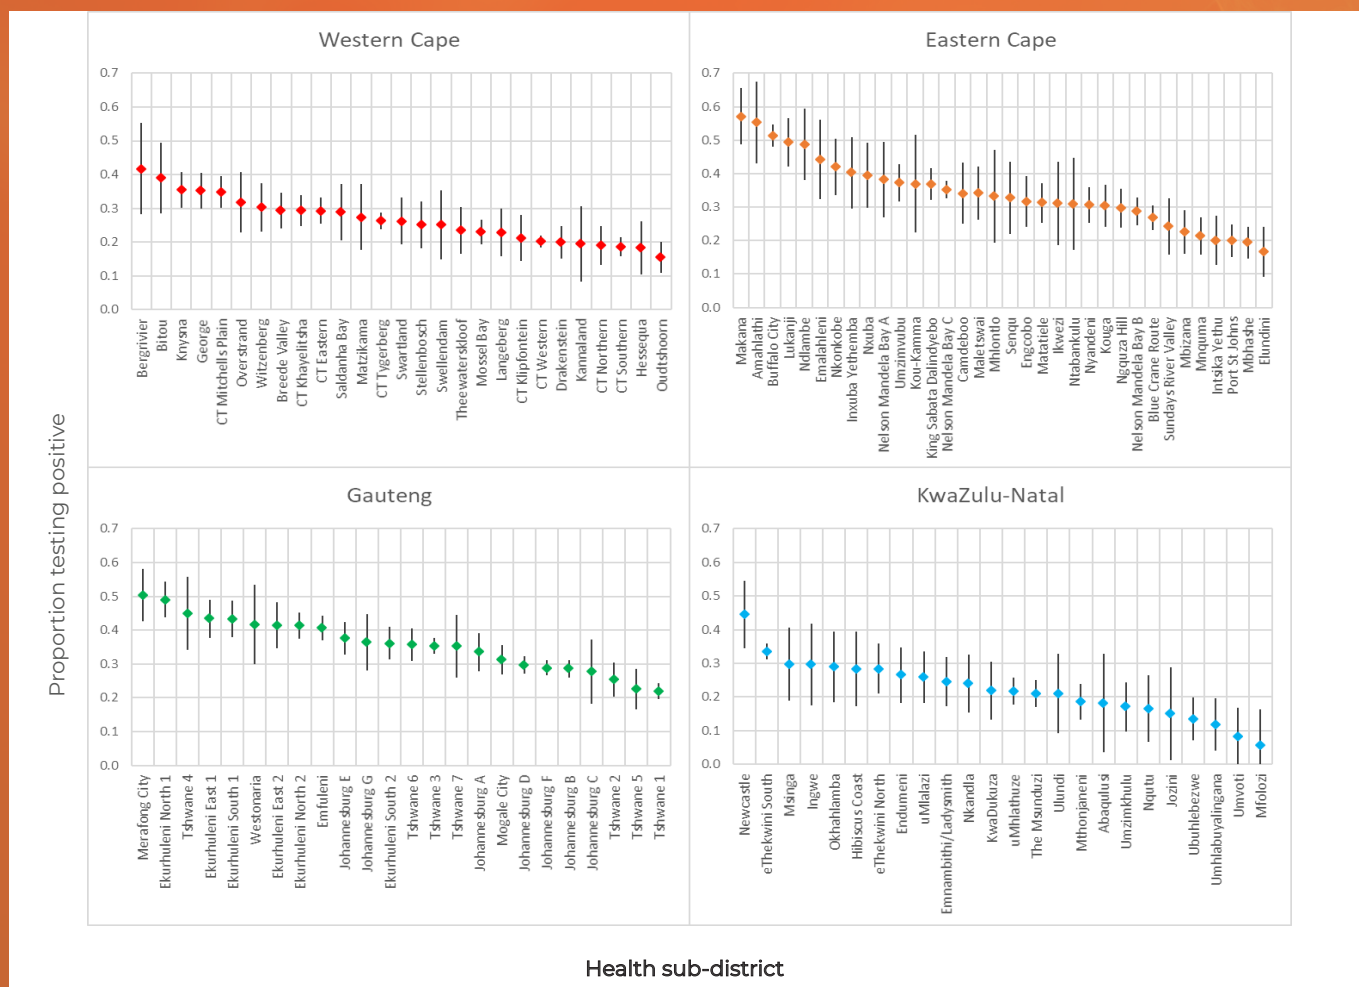 Western Cape
0.7
0.6
0.5
0.4
0.3
0.2
0.1
0.0
Bergrivier
Bitou
Knysna
George
CT Mitchells Plain
Overstrand
Witzenberg
Breede Valley
CT Khayelitsha
CT Eastern
Saldanha Bay
Matzikama
CT Tygerberg
Swartland
Stellenbosch
Swellendam
Theewaterskloof
Mossel Bay
Langeberg
CT Klipfontein
CT Western
Drakenstein
Kannaland
CT Northern
CT Southern
Hessequa
Oudtshoorn
Eastern Cape
0.7
0.6
0.5
0.4
0.3
0.2
0.1
0.0
Makana
Amahlathi
Buffalo City
Lukanji
Ndlambe
Emalahleni
Nkonkobe
Inxuba Yethemba
Nxuba
Nelson Mandela Bay A
Umzimvubu
Kou-Kamma
King Sabata Dalindyebo
Nelson Mandela Bay C
Camdeboo
Maletswai
Mhlontlo
Senqu
Engcobo
Matatiele
Ikwezi
Ntabankulu
Nyandeni
Kouga
Ngquza Hill
Nelson Mandela Bay B
Blue Crane Route
Sundays River Valley
Mbizana
Mnquma
Intsika Yethu
Port St Johns
Mbhashe
Elundini
Proportion testing positive
Gauteng
0.7
0.6
0.5
0.4
0.3
0.2
0.1
0.0
Merafong City
Ekurhuleni North 1
Tshwane 4
Ekurhuleni East 1
Ekurhuleni South 1
Westonaria
Ekurhuleni East 2
Ekurhuleni North 2
Emfuleni
Johannesburg E
Johannesburg G
Ekurhuleni South 2
Tshwane 6
Tshwane 3
Tshwane 7
Johannesburg A
Mogale City
Johannesburg D
Johannesburg F
Johannesburg B
Johannesburg C
Tshwane 2
Tshwane 5
Tshwane 1
KwaZulu-Natal
0.7
0.6
0.5
0.4
0.3
0.2
0.1
0.0
Newcastle
eThekwini South
Msinga
Ingwe
Okhahlamba
Hibiscus Coast
eThekwini North
Endumeni
uMlalazi
Emnambithi/Ladysmith
Nkandla
KwaDukuza
uMhlathuze
The Msunduzi
Ulundi
Mthonjaneni
Abaqulusi
Umzimkhulu
Nqutu
Jozini
Ubuhlebezwe
Umhlabuyalingana
Umvoti
Mfolozi
Health sub-district